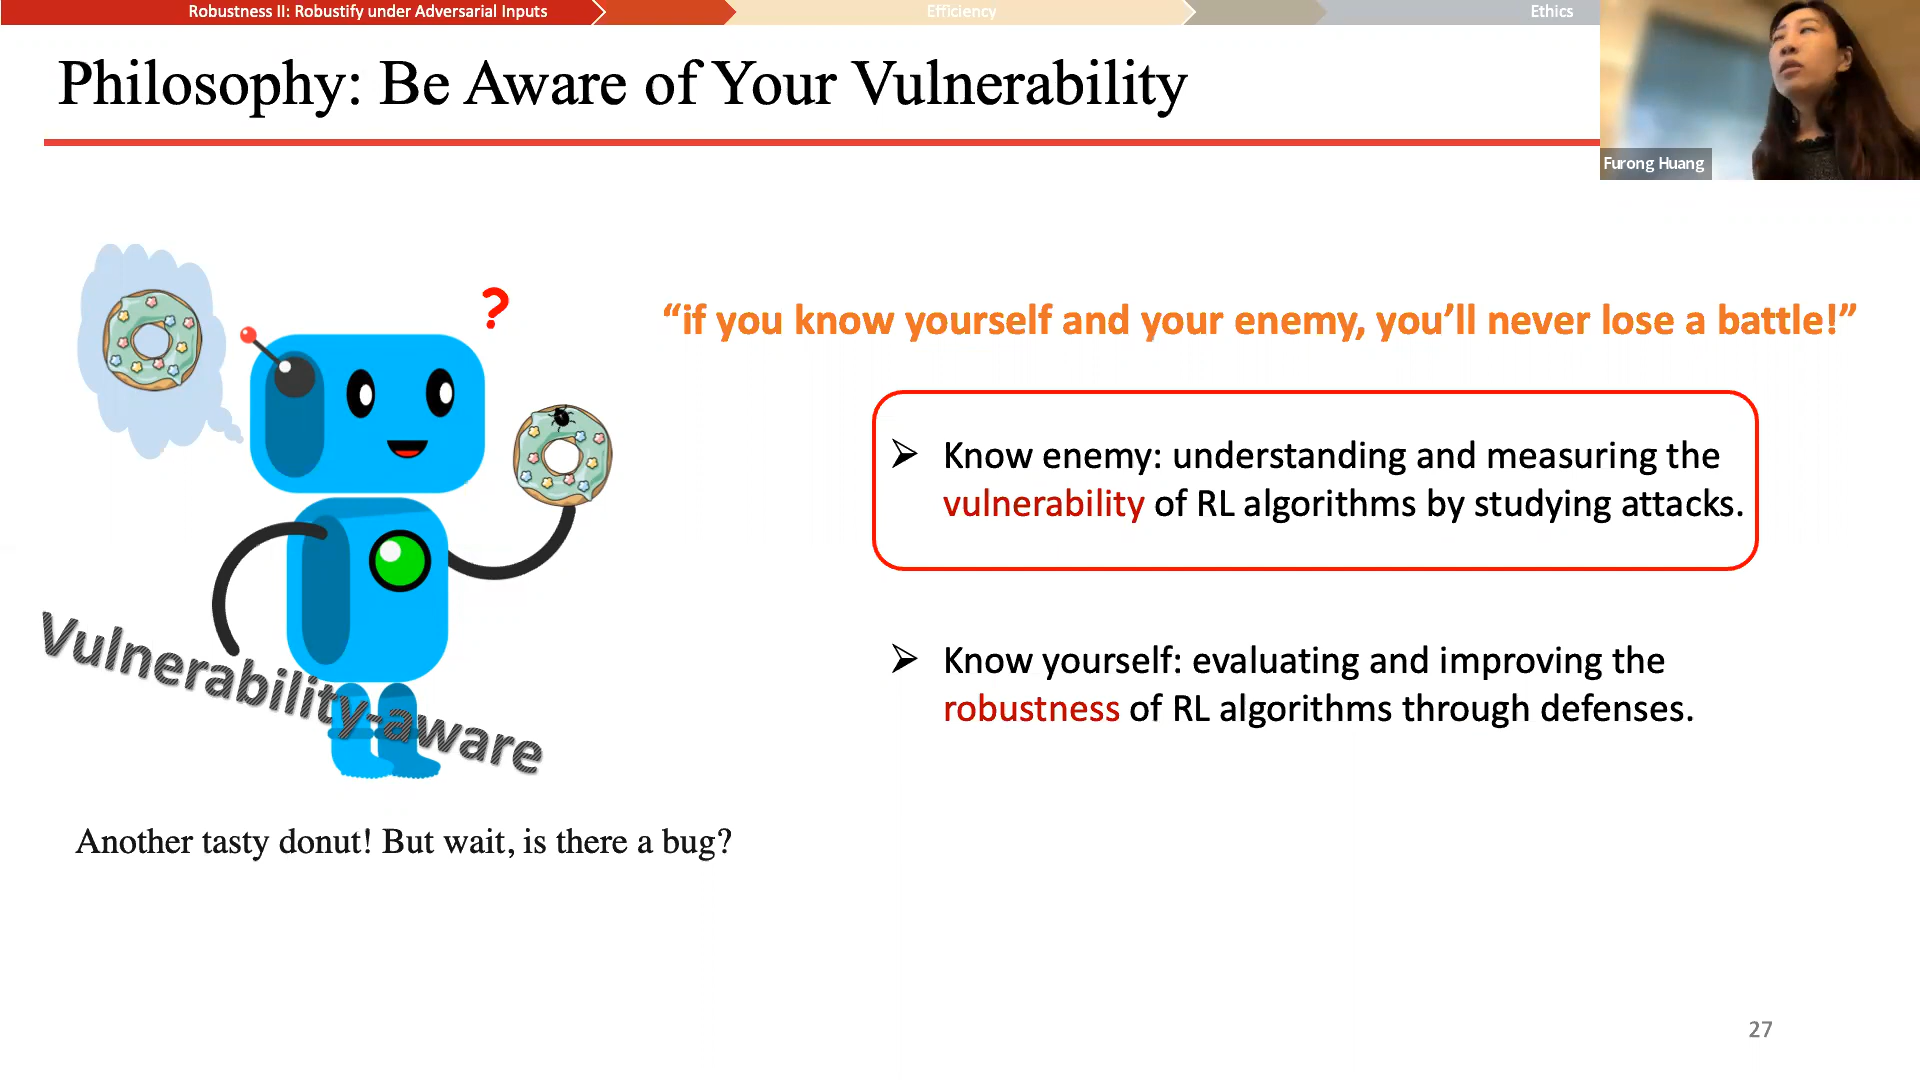 Robustness II: Robustify under Adversarial Inputs
Efficiency
Ethics
Philosophy: Be Aware of Your Vulnerability
Furong Huang
?
“if you know yourself and your enemy, you’ll never lose a battle!”
➢ Know enemy: understanding and measuring the
vulnerability of RL algorithms by studying attacks.
➢ Know yourself: evaluating and improving the
robustness of RL algorithms through defenses.
Vulnerability-aware
Another tasty donut! But wait, is there a bug?
27